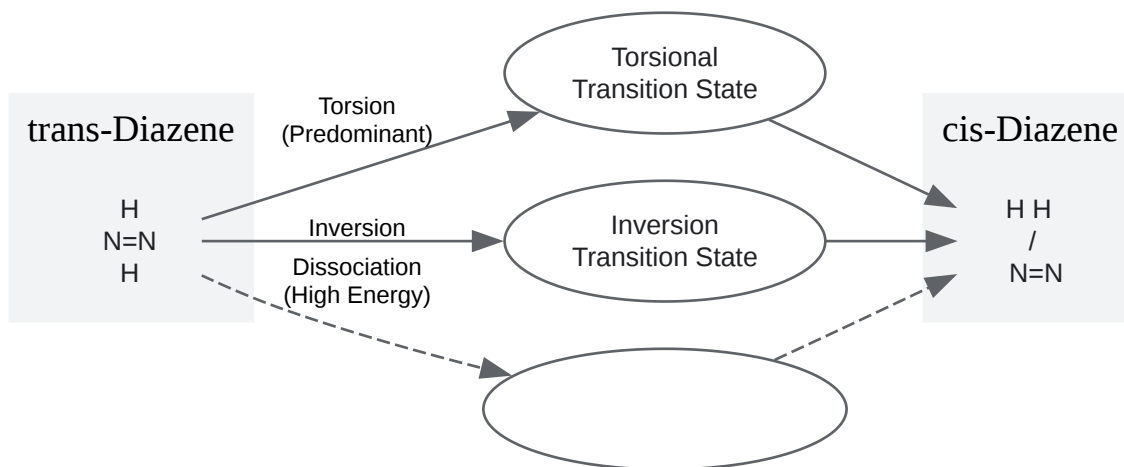 trans-Diazene
H
N=N
H
Torsion
(Predominant)
Inversion
Dissociation
(High Energy)
Torsional
Transition State
Inversion
Transition State
cis-Diazene
H H
/
N=N